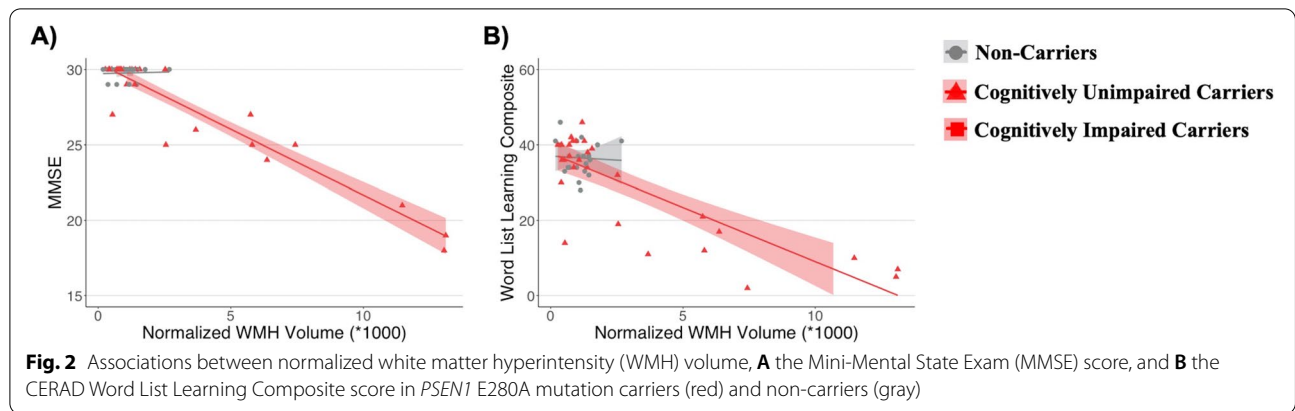 A)
B)
Non-Carriers
Cognitively Unimpaired Carriers
Cognitively Impaired Carriers
MMSE
30
25
20
15
0
5
10
Normalized WMH Volume (*1000)
Word List Learning Composite
60
40
20
0
0
5
10
Normalized WMH Volume (*1000)
Fig. 2 Associations between normalized white matter hyperintensity (WMH) volume, A the Mini-Mental State Exam (MMSE) score, and B the
CERAD Word List Learning Composite score in PSEN1 E280A mutation carriers (red) and non-carriers (gray)